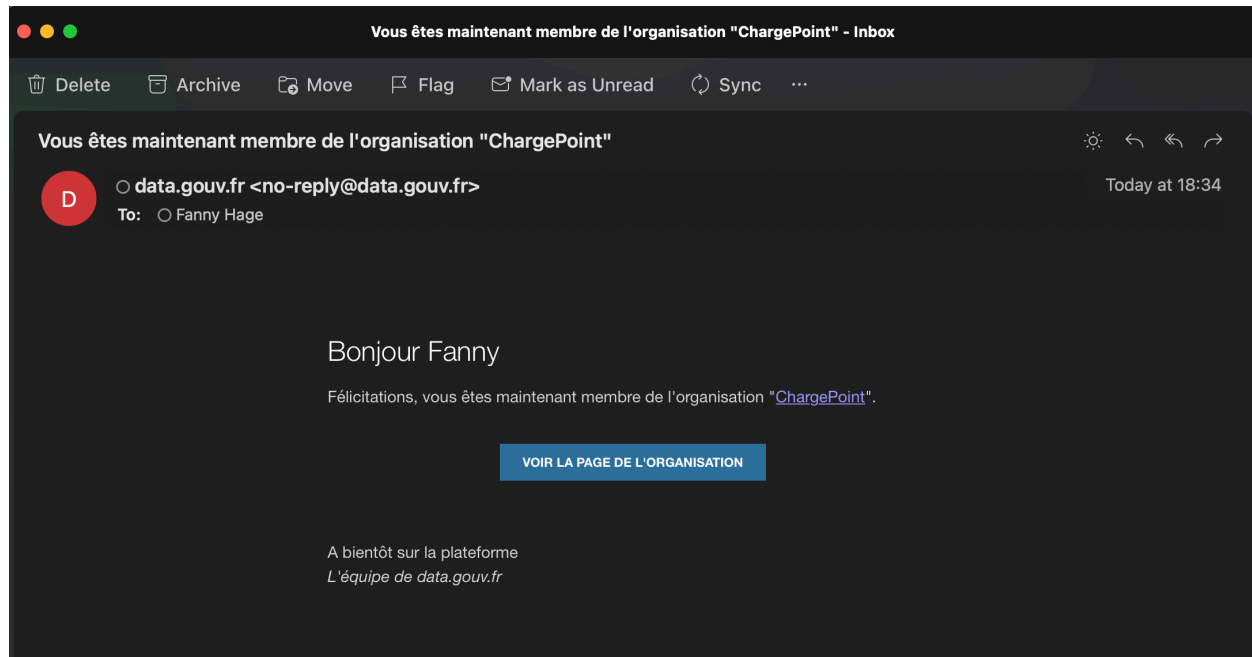 Vous êtes maintenant membre de l'organisation "ChargePoint" - Inbox
Delete Archive Move Flag Mark as Unread Sync ...
Vous êtes maintenant membre de l'organisation "ChargePoint"
D
data.gouv.fr <no-reply@data.gouv.fr>
Today at 18:34
To: Fanny Hage
Bonjour Fanny
Félicitations, vous êtes maintenant membre de l'organisation "ChargePoint".
VOIR LA PAGE DE L'ORGANISATION
A bientôt sur la plateforme
L'équipe de data.gouv.fr